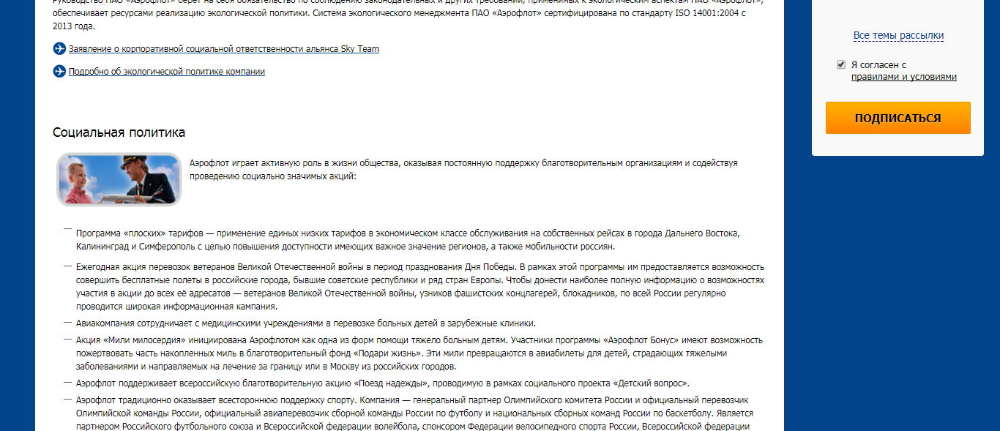 Руководство ПАО «Аэрофлот» берет на себя обязательство по соблюдению законодательных и других требований, применимых к экологическим аспектам ПАО «Аэрофлот»,
обеспечивает ресурсами реализацию экологической политики. Система экологического менеджмента ПАО «Аэрофлот» сертифицирована по стандарту ISO 14001:2004 с
2013 года.
Заявление о корпоративной социальной ответственности альянса Sky Team
Подробно об экологической политике компании
Социальная политика
Аэрофлот играет активную роль в жизни общества, оказывая постоянную поддержку благотворительным организациям и содействуя
проведению социально значимых акций:
— Программа «плоских» тарифов — применение единых низких тарифов в экономическом классе обслуживания на собственных рейсах в города Дальнего Востока,
Калининград и Симферополь с целью повышения доступности имеющих важное значение регионов, а также мобильности россиян.
— Ежегодная акция перевозок ветеранов Великой Отечественной войны в период празднования Дня Победы. В рамках этой программы им предоставляется возможность
совершить бесплатные полеты в российские города, бывшие советские республики и ряд стран Европы. Чтобы донести наиболее полную информацию о возможностях
участия в акции до всех её адресатов — ветеранов Великой Отечественной войны, узников фашистских концлагерей, блокадников, по всей России регулярно
проводится широкая информационная кампания.
— Авиакомпания сотрудничает с медицинскими учреждениями в перевозке больных детей в зарубежные клиники.
— Акция «Мили милосердия» инициирована Аэрофлотом как одна из форм помощи тяжело больным детям. Участники программы «Аэрофлот Бонус» имеют возможность
пожертвовать часть накопленных миль в благотворительный фонд «Подари жизнь». Эти мили превращаются в авиабилеты для детей, страдающих тяжелыми
заболеваниями и направляемых на лечение за границу или в Москву из российских городов.
— Аэрофлот поддерживает всероссийскую благотворительную акцию «Поезд надежды», проводимую в рамках социального проекта «Детский вопрос».
— Аэрофлот традиционно оказывает всестороннюю поддержку спорту. Компания — генеральный партнер Олимпийского комитета России и официальный перевозчик
Олимпийской команды России, официальный авиаперевозчик сборной команды России по футболу и национальных сборных команд России по баскетболу. Является
партнером Российского футбольного союза и Всероссийской федерации волейбола, спонсором Федерации велосипедного спорта России, Всероссийской федерации
Все темы рассылки
Я согласен с
правилами и условиями
ПОДПИСАТЬСЯ